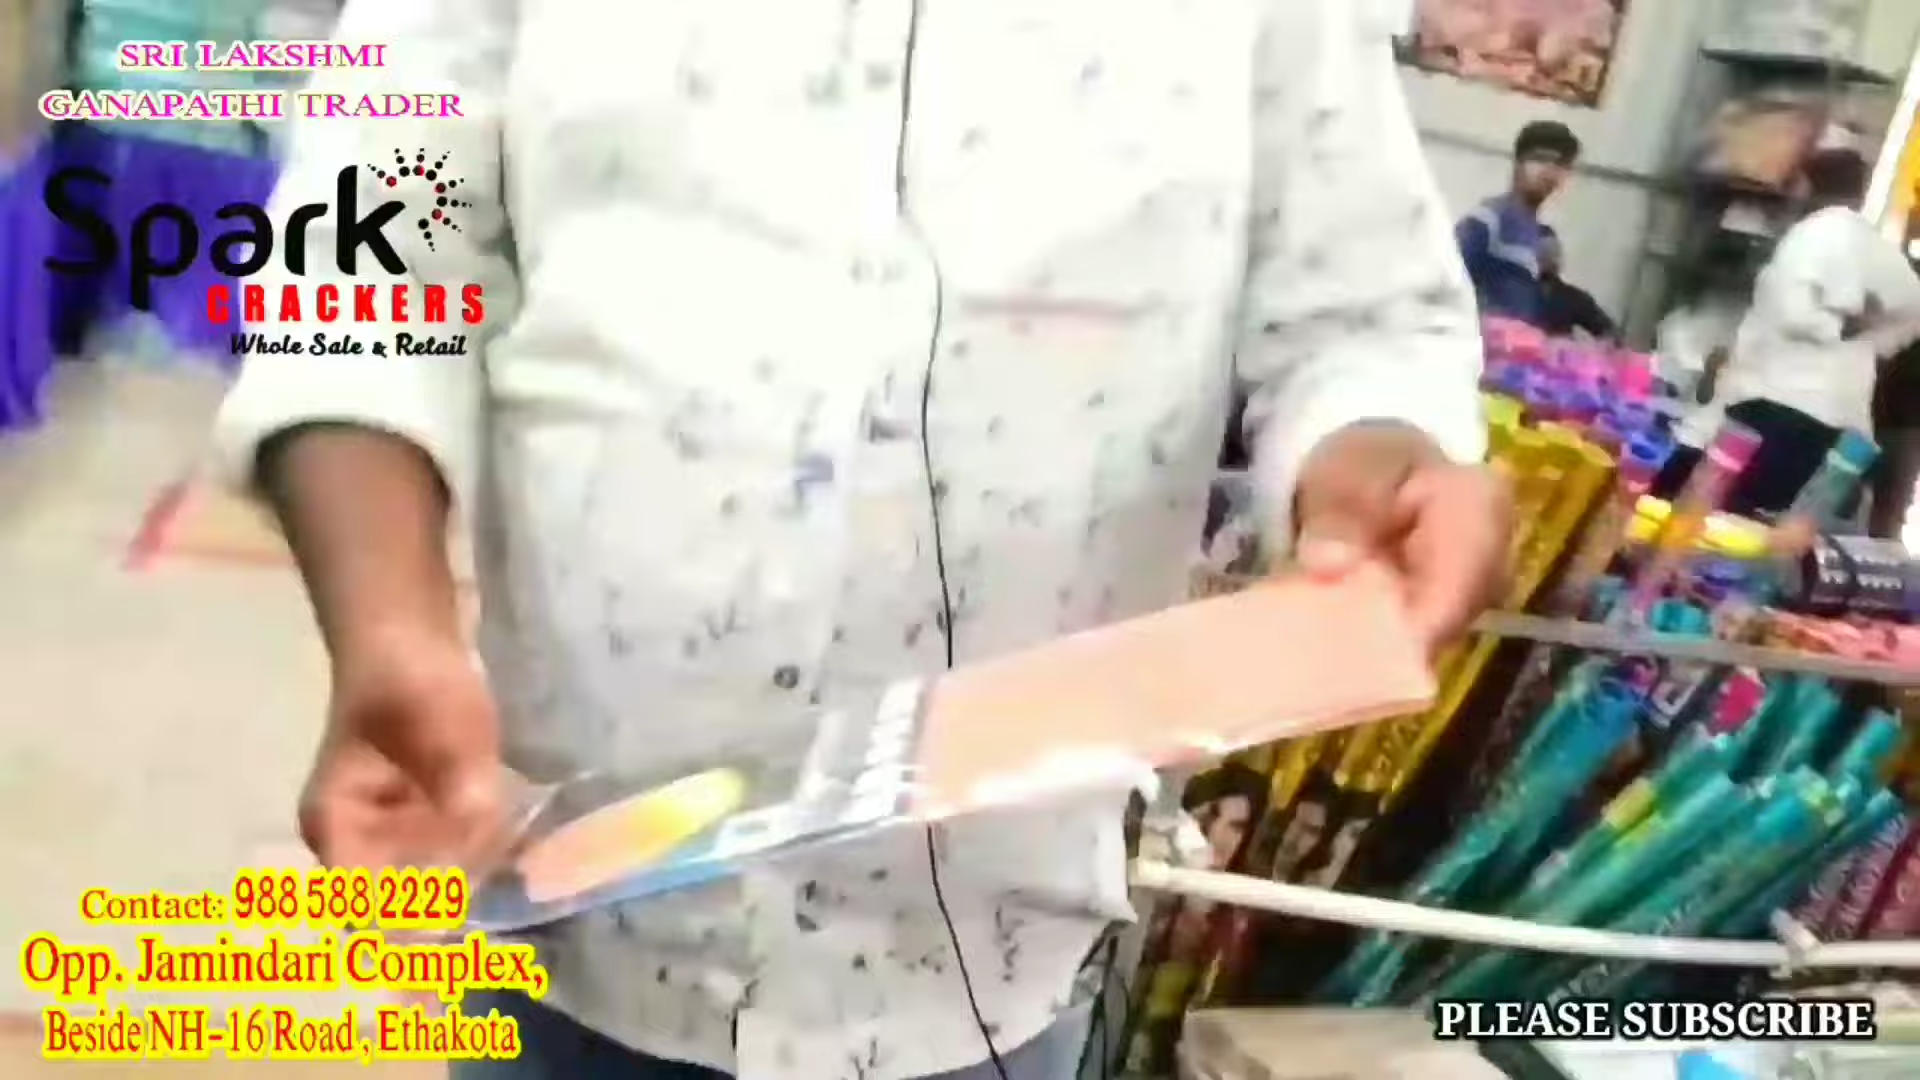 SRI LAKSHMI
GANAPATHI TRADER
Spark
CRACKERS
Whole Sale & Retail
Contact: 988 588 2229
Opp. Jamindari Complex,
Beside NH-16 Road , Ethakota
PLEASE SUBSCRIBE